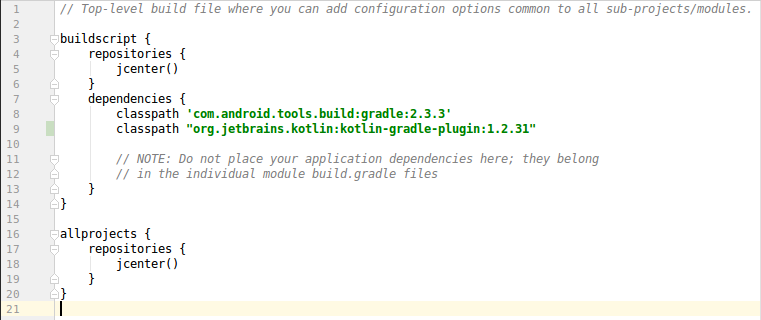 1 // Top-level build file where you can add configuration options common to all sub-projects/modules.
2
3 buildscript {
4 repositories {
5 jcenter()
6 }
7 dependencies {
8 classpath 'com.android.tools.build:gradle:2.3.3'
9 classpath "org.jetbrains.kotlin:kotlin-gradle-plugin:1.2.31"
10
11 // NOTE: Do not place your application dependencies here; they belong
12 // in the individual module build.gradle files
13 }
14 }
15
16 allprojects {
17 repositories {
18 jcenter()
19 }
20 }
21